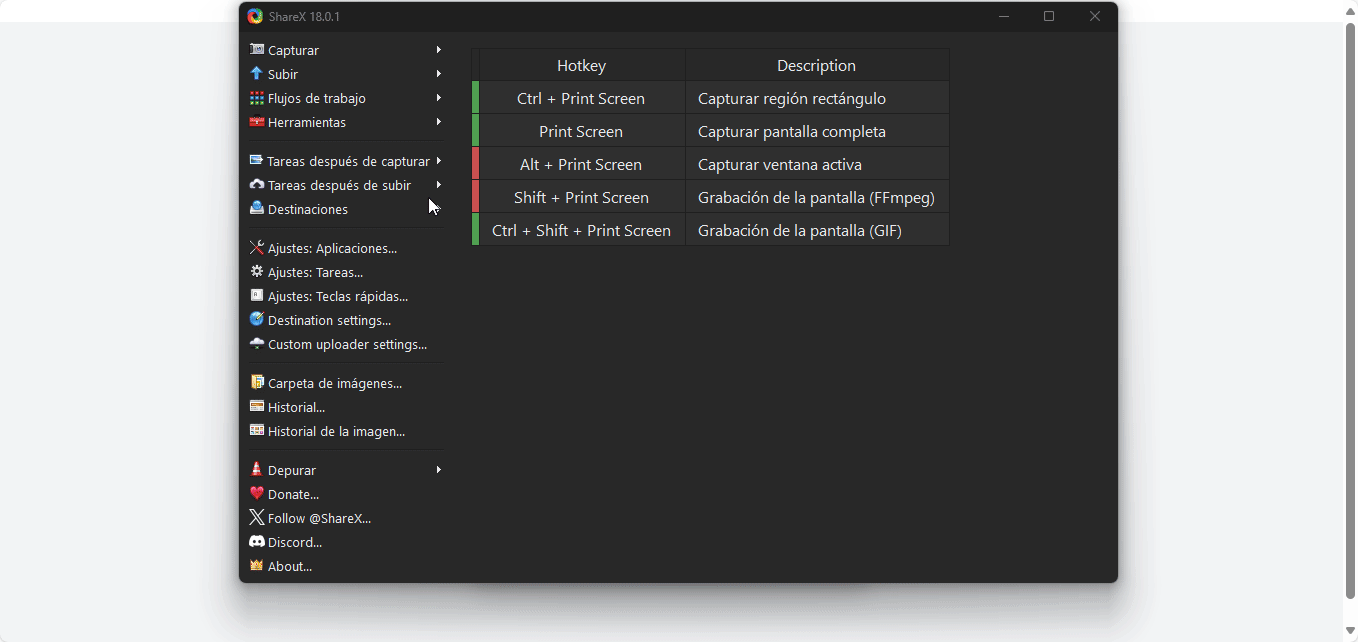 ShareX 18.0.1
Capturar
Subir
Flujos de trabajo
Herramientas
Tareas después de capturar
Tareas después de subir
Destinaciones
Ajustes: Aplicaciones...
Ajustes: Tareas...
Ajustes: Teclas rápidas...
Destination settings...
Custom uploader settings...
Carpeta de imágenes...
Historial...
Historial de la imagen...
Depurar
Donate...
Follow @ShareX...
Discord...
About...
Hotkey Description
Ctrl + Print Screen Capturar región rectángulo
Print Screen Capturar pantalla completa
Alt + Print Screen Capturar ventana activa
Shift + Print Screen Grabación de la pantalla (FFmpeg)
Ctrl + Shift + Print Screen Grabación de la pantalla (GIF)